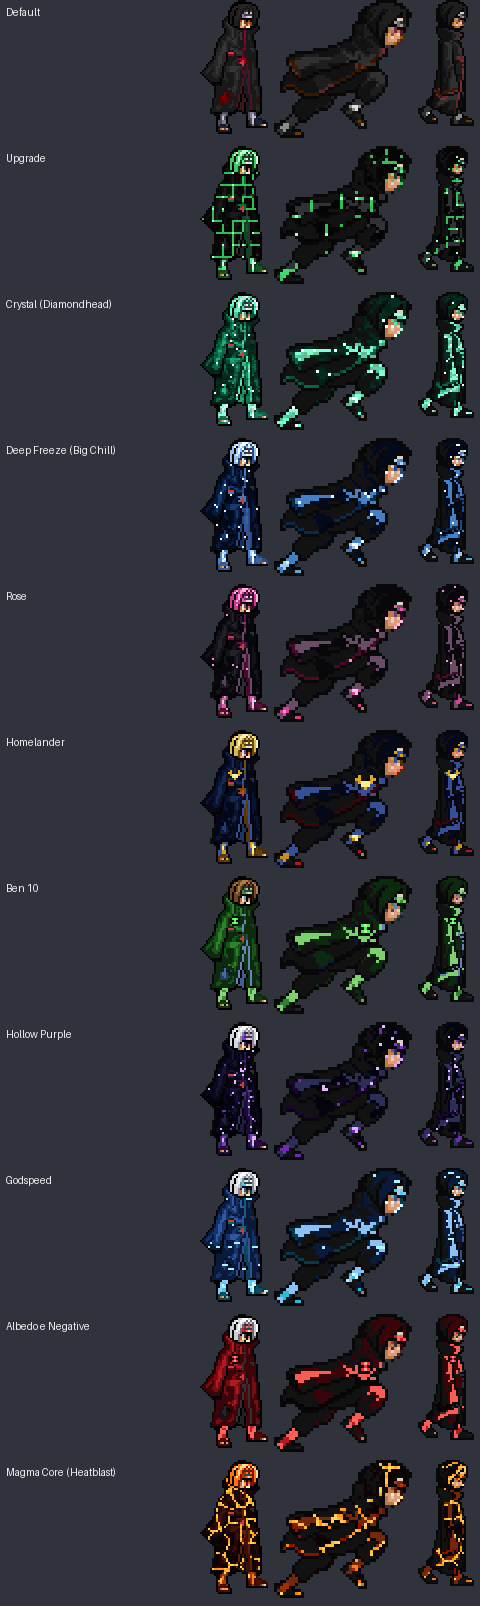 Default
Upgrade
Crystal (Diamondhead)
Deep Freeze (Big Chill)
Rose
Homelander
Ben 10
Hollow Purple
Godspeed
Albedo e Negative
Magma Core (Heatblast)